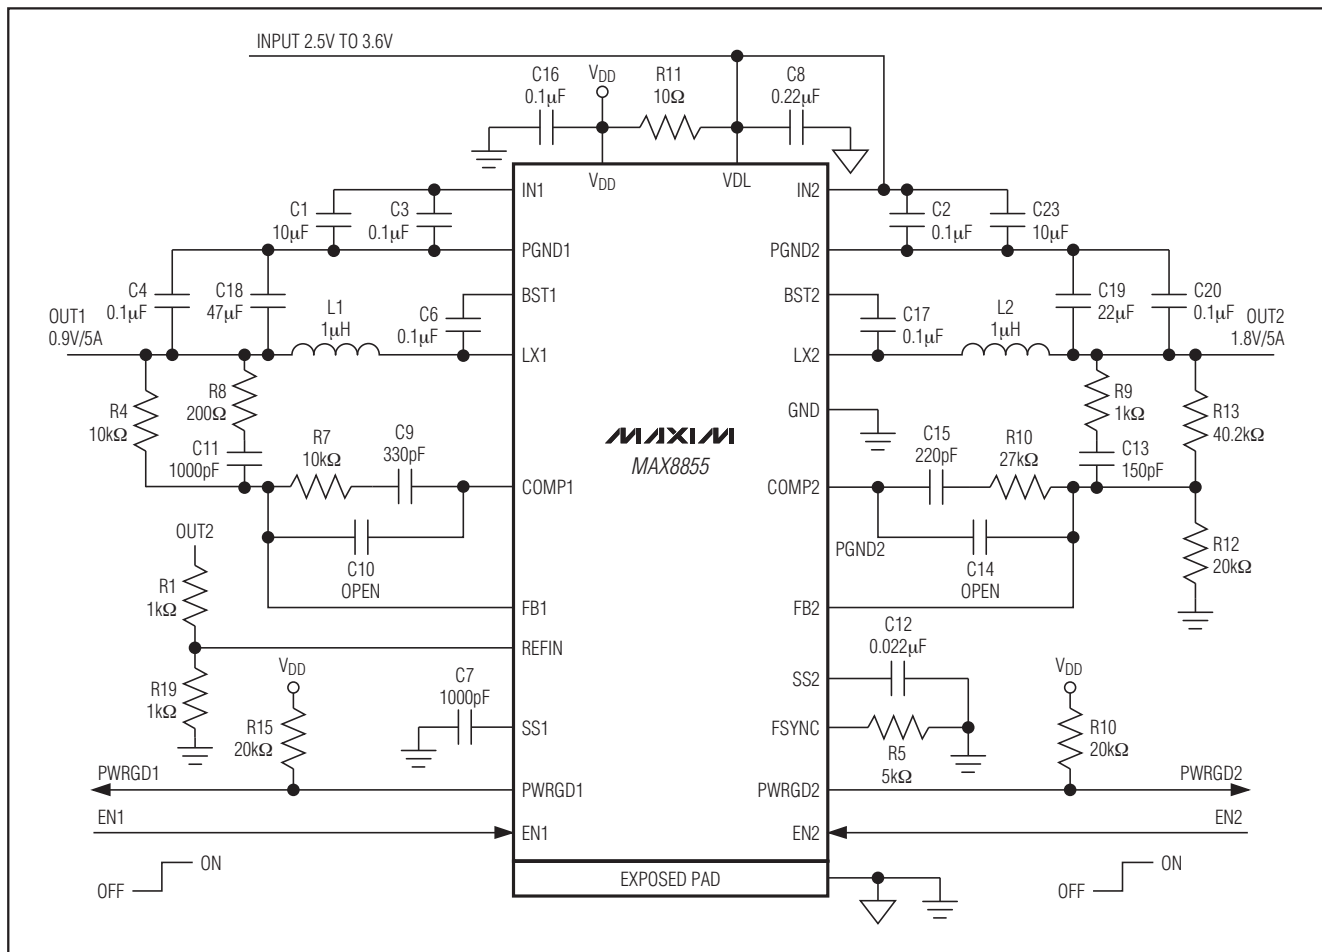 INPUT 2.5V TO 3.6V
C16
0.1µF
VDD
R11
10Ω
C8
0.22µF
VDD
VDL
IN1
IN2
C1
10µF
C3
0.1µF
C2
0.1µF
C23
10µF
PGND1
PGND2
C4
0.1µF
C18
47µF
BST1
BST2
C19
22µF
C20
0.1µF
OUT1
0.9V/5A
L1
1µH
C6
0.1µF
C17
0.1µF
L2
1µH
OUT2
1.8V/5A
LX1
LX2
R4
10kΩ
R8
200Ω
GND
R9
1kΩ
R13
40.2kΩ
C11
1000pF
R7
10kΩ
C9
330pF
MAXIM
MAX8855
C15
220pF
R10
27kΩ
C13
150pF
COMP1
COMP2
OUT2
C10
OPEN
PGND2
C14
OPEN
R12
20kΩ
R1
1kΩ
FB1
FB2
REFIN
C12
0.022µF
R19
1kΩ
VDD
C7
1000pF
SS2
VDD
R15
20kΩ
SS1
FSYNC
R5
5kΩ
R10
20kΩ
PWRGD1
PWRGD1
PWRGD2
PWRGD2
EN1
EN1
EN2
EN2
OFF
ON
EXPOSED PAD
OFF
ON